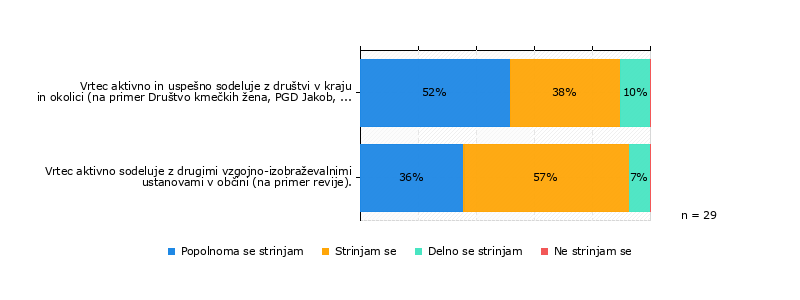 Vrtec aktivno in uspešno sodeluje z društvi v kraju
in okolici (na primer Društvo kmečkih žena, PGD Jakob, ...
52%
38%
10%
Vrtec aktivno sodeluje z drugimi vzgojno-izobraževalnimi
ustanovami v občini (na primer revije).
36%
57%
7%
n = 29
Popolnoma se strinjam
Strinjam se
Delno se strinjam
Ne strinjam se